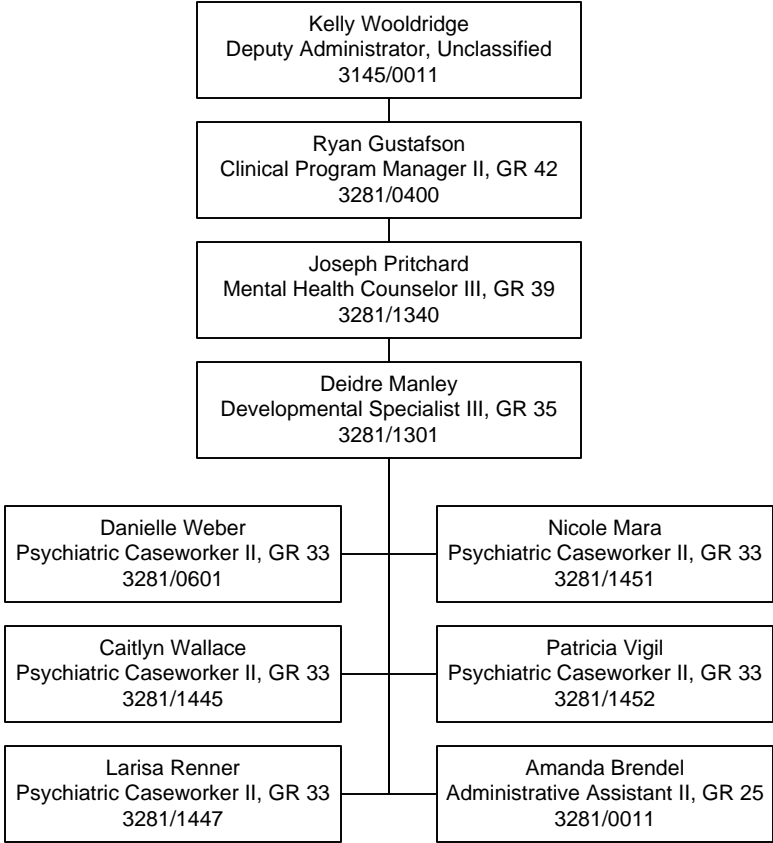 Kelly Wooldridge
Deputy Administrator, Unclassified
3145/0011
Ryan Gustafson
Clinical Program Manager II, GR 42
3281/0400
Joseph Pritchard
Mental Health Counselor III, GR 39
3281/1340
Deidre Manley
Developmental Specialist III, GR 35
3281/1301
Danielle Weber
Psychiatric Caseworker II, GR 33
3281/0601
Nicole Mara
Psychiatric Caseworker II, GR 33
3281/1451
Caitlyn Wallace
Psychiatric Caseworker II, GR 33
3281/1445
Patricia Vigil
Psychiatric Caseworker II, GR 33
3281/1452
Larisa Renner
Psychiatric Caseworker II, GR 33
3281/1447
Amanda Brendel
Administrative Assistant II, GR 25
3281/0011